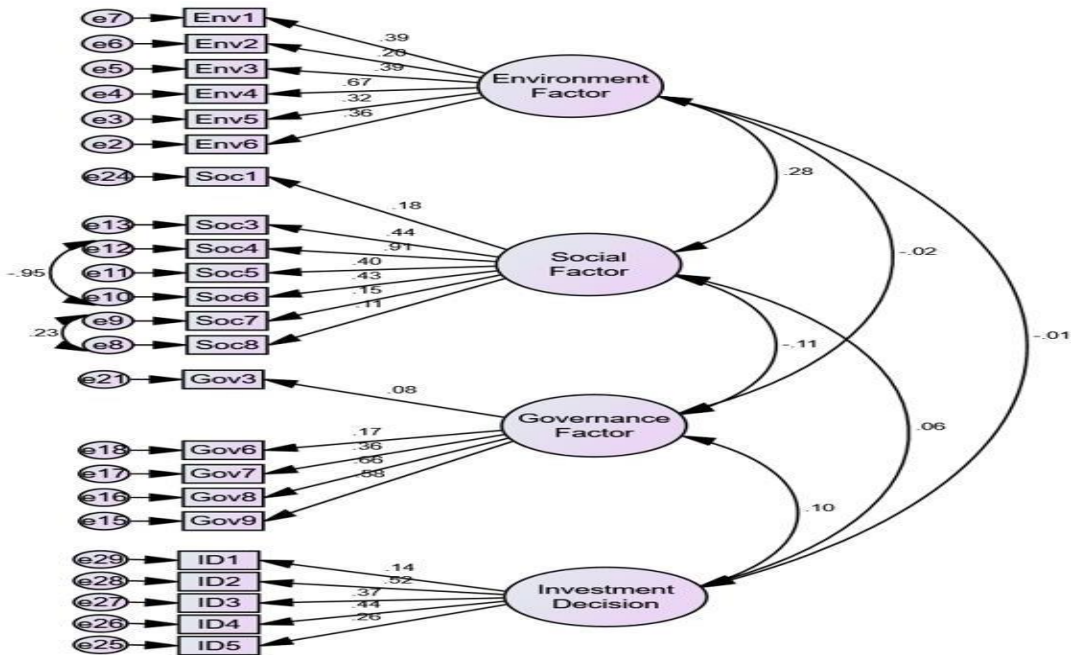 e7 Env1
.39
e6 Env2
.20
e5 Env3
.39
Environment
Factor
e4 Env4
.67
e3 Env5
.32
e2 Env6
.36
e24 Soc1
.28
.18
e13 Soc3
.44
e12 Soc4
.91
-.02
Social
Factor
-.95
e11 Soc5
.40
e10 Soc6
.43
e9 Soc7
.15
.23
e8 Soc8
.11
-.11
-.01
e21 Gov3
.08
Governance
Factor
.06
e18 Gov6
.17
e17 Gov7
.36
e16 Gov8
e15 Gov9
.10
e29 ID1
.14
e28 ID2
.52
Investment
Decision
e27 ID3
.37
e26 ID4
.44
e25 ID5
.26